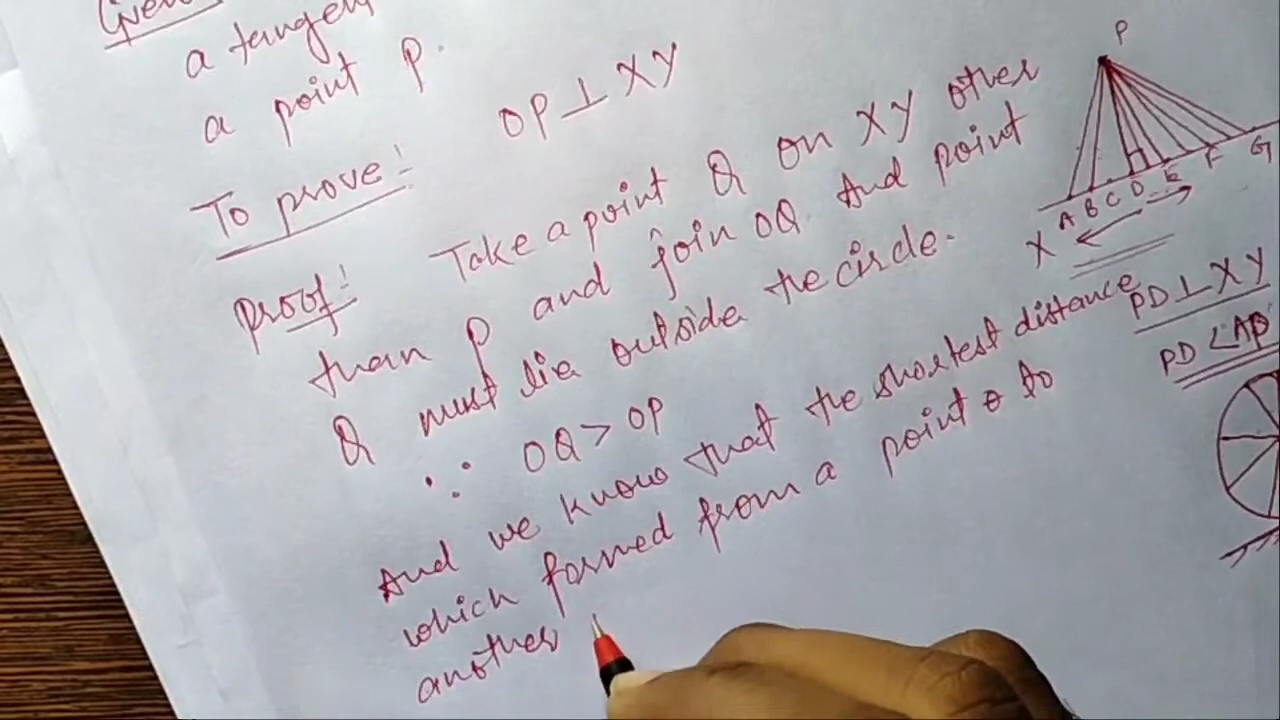 Given
a tangent
a point P.
To prove: OP ⊥ XY
Proof: Take a point Q on XY other
than P and join OQ And point
Q must lie outside the circle.
∵ OQ > OP
And we know that the shortest distance
which formed from a point to
another
P
A B C D E F G
X
PD ⊥ XY
PD <